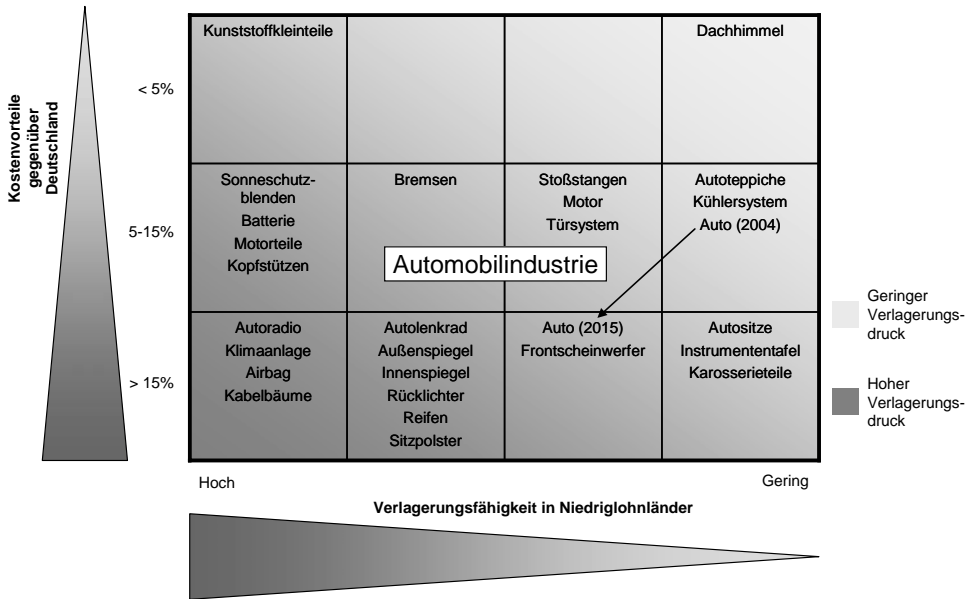 Kostenvorteile
gegenüber
Deutschland
< 5%
5-15%
> 15%
Kunststoffkleinteile
Dachhimmel
Sonneschutz-
blenden
Batterie
Motorteile
Kopfstützen
Bremsen
Stoßstangen
Motor
Türsystem
Autoteppiche
Kühlersystem
Auto (2004)
Automobilindustrie
Autoradio
Klimaanlage
Airbag
Kabelbäume
Autolenkrad
Außenspiegel
Innenspiegel
Rücklichter
Reifen
Sitzpolster
Auto (2015)
Frontscheinwerfer
Autositze
Instrumententafel
Karosserieteile
Geringer
Verlagerungs-
druck
Hoher
Verlagerungs-
druck
Hoch
Gering
Verlagerungsfähigkeit in Niedriglohnländer